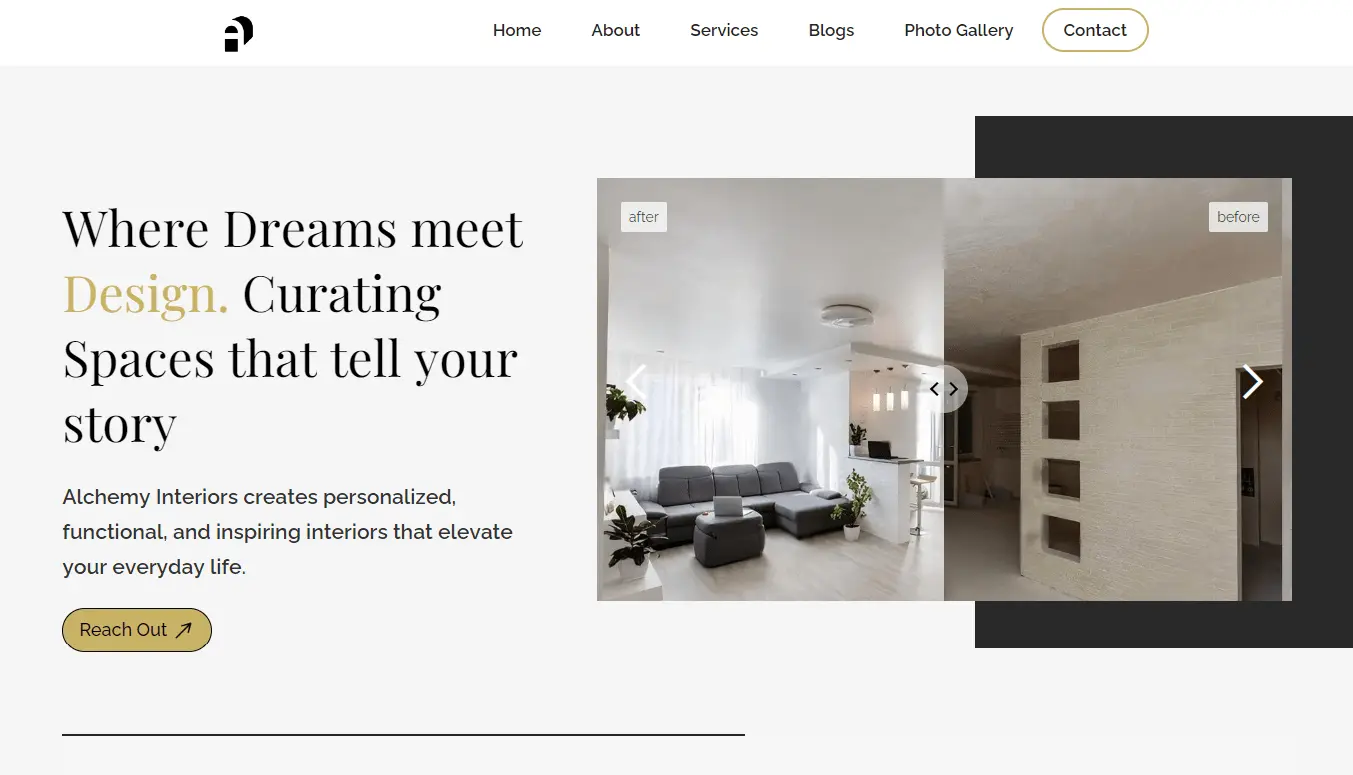 Home About Services Blogs Photo Gallery Contact
Where Dreams meet
Design. Curating
Spaces that tell your
story
Alchemy Interiors creates personalized,
functional, and inspiring interiors that elevate
your everyday life.
Reach Out
after
before